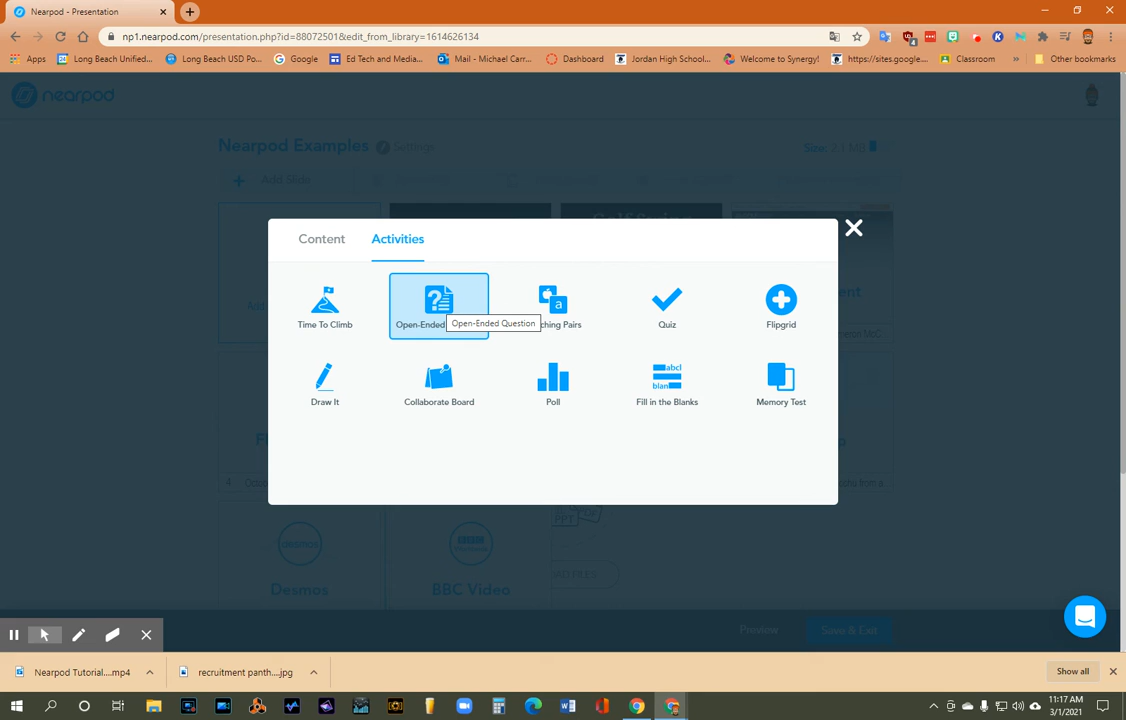 Nearpod - Presentation
np1.nearpod.com/presentation.php?id=88072501&edit_from_library=1614626134
Apps Long Beach Unified... Long Beach USD Po... Google Ed Tech and Media... Mail - Michael Carr... Dashboard Jordan High School... Welcome to Synergy! https://sites.google... Classroom » Other bookmarks
nearpod
Nearpod Examples Settings Size:
+ Add Slide
Content Activities
Time To Climb Open-Ended Open-Ended Question ching Pairs Quiz Flipgrid
Draw It Collaborate Board Poll Fill in the Blanks Memory Test
desmos BBC
Desmos BBC Video
Preview Save & Exit
Nearpod Tutorial....mp4 recruitment panth....jpg Show all
11:17 AM
3/1/2021